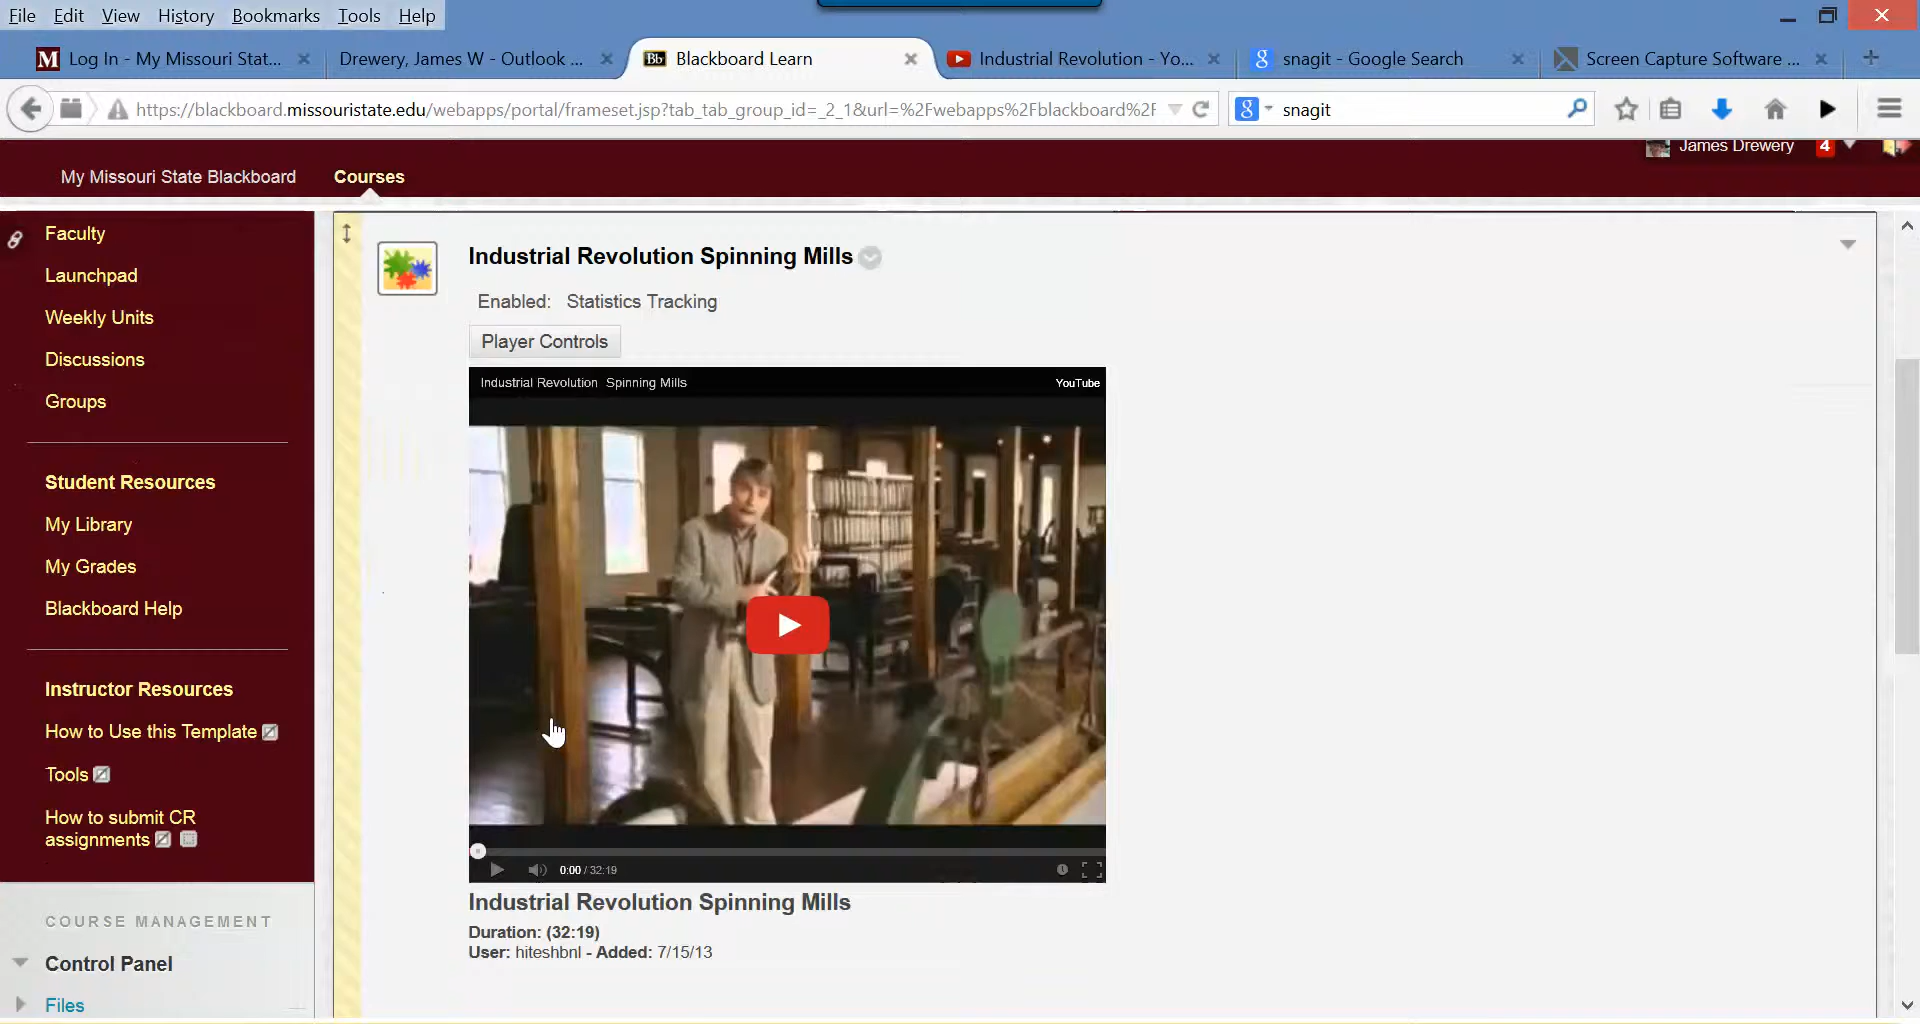 File Edit View History Bookmarks Tools Help
M Log In - My Missouri Stat...
Drewery, James W - Outlook ...
Bb Blackboard Learn
Industrial Revolution - Yo...
g snagit - Google Search
Screen Capture Software ...
https://blackboard.missouristate.edu/webapps/portal/frameset.jsp?tab_tab_group_id=_2_1&url=%2Fwebapps%2Fblackboard%2F
g snagit
James Drewery 4
My Missouri State Blackboard Courses
Faculty
Launchpad
Weekly Units
Discussions
Groups
Student Resources
My Library
My Grades
Blackboard Help
Instructor Resources
How to Use this Template
Tools
How to submit CR
assignments
COURSE MANAGEMENT
Control Panel
Files
Industrial Revolution Spinning Mills
Enabled: Statistics Tracking
Player Controls
Industrial Revolution Spinning Mills YouTube
0:00 / 32:19
Industrial Revolution Spinning Mills
Duration: (32:19)
User: hiteshbnl - Added: 7/15/13